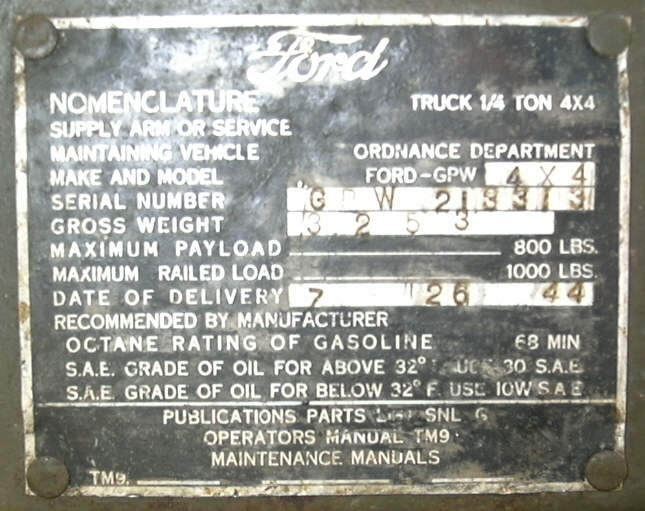 Ford
NOMENCLATURE TRUCK 1/4 TON 4X4
SUPPLY ARM OR SERVICE
MAINTAINING VEHICLE ORDNANCE DEPARTMENT
MAKE AND MODEL FORD-GPW 4 X 4
SERIAL NUMBER GPW 213313
GROSS WEIGHT 3253
MAXIMUM PAYLOAD 800 LBS.
MAXIMUM RAILED LOAD 1000 LBS.
DATE OF DELIVERY 7 26 44
RECOMMENDED BY MANUFACTURER
OCTANE RATING OF GASOLINE 68 MIN
S.A.E. GRADE OF OIL FOR ABOVE 32° F. USE 30 S.A.E.
S.A.E. GRADE OF OIL FOR BELOW 32° F. USE 10W S.A.E.
PUBLICATIONS PARTS LIST SNL G
OPERATORS MANUAL TM9-
MAINTENANCE MANUALS
TM9-